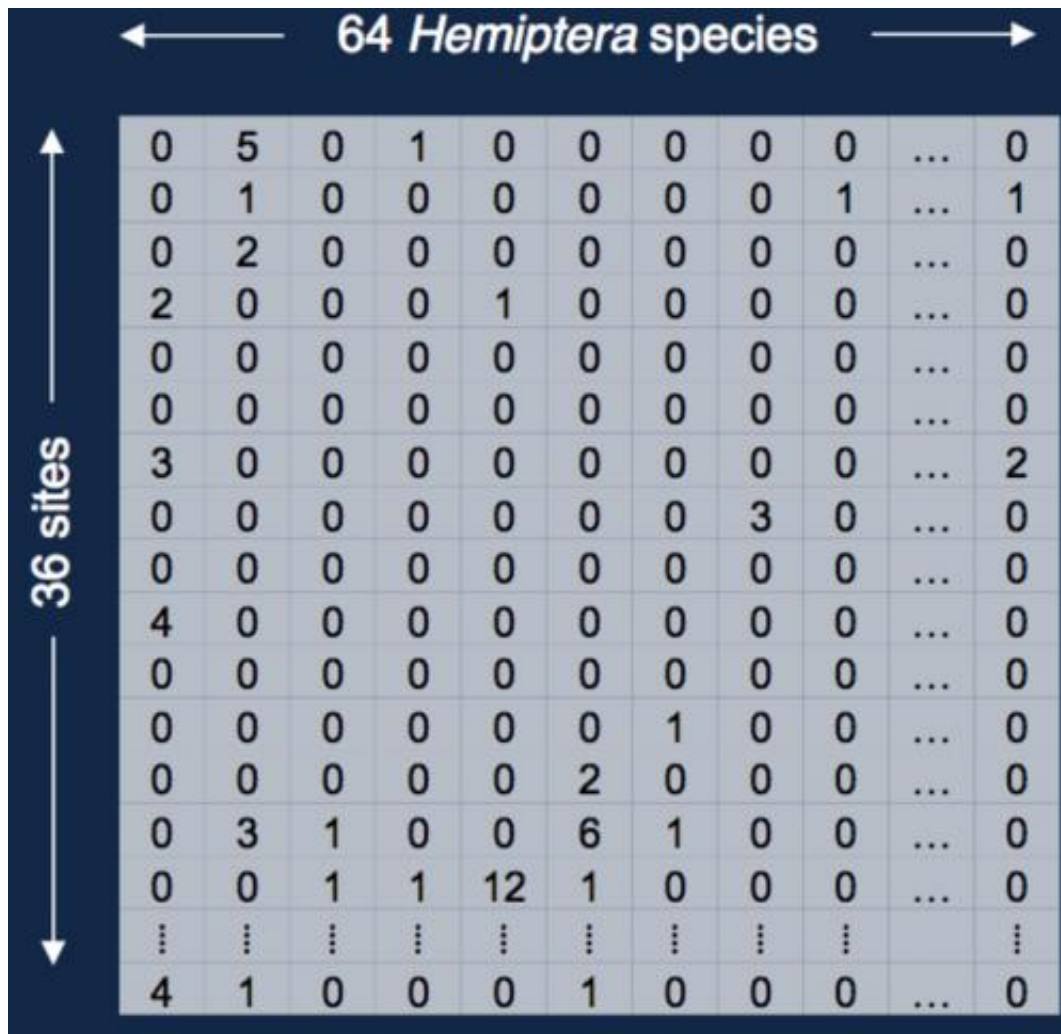 64 Hemiptera species
36 sites
0 5 0 1 0 0 0 0 0 ... 0
0 1 0 0 0 0 0 0 1 ... 1
0 2 0 0 0 0 0 0 0 ... 0
2 0 0 0 1 0 0 0 0 ... 0
0 0 0 0 0 0 0 0 0 ... 0
0 0 0 0 0 0 0 0 0 ... 0
3 0 0 0 0 0 0 0 0 ... 2
0 0 0 0 0 0 0 3 0 ... 0
0 0 0 0 0 0 0 0 0 ... 0
4 0 0 0 0 0 0 0 0 ... 0
0 0 0 0 0 0 0 0 0 ... 0
0 0 0 0 0 0 1 0 0 ... 0
0 0 0 0 0 2 0 0 0 ... 0
0 3 1 0 0 6 1 0 0 ... 0
0 0 1 1 12 1 0 0 0 ... 0
⋮ ⋮ ⋮ ⋮ ⋮ ⋮ ⋮ ⋮ ⋮ ⋮
4 1 0 0 0 1 0 0 0 ... 0